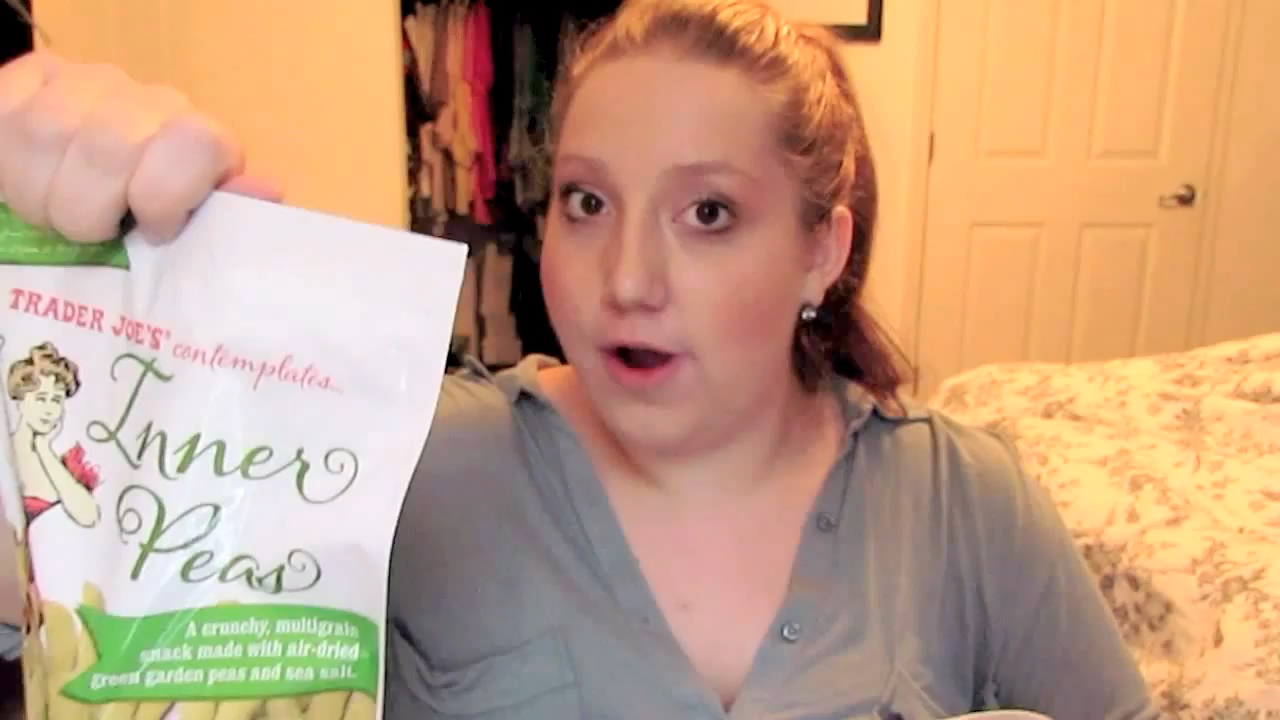 TRADER JOE'S® contemplates...
Inner
Peas
A crunchy, multigrain
snack made with air-dried
green garden peas and sea salt.